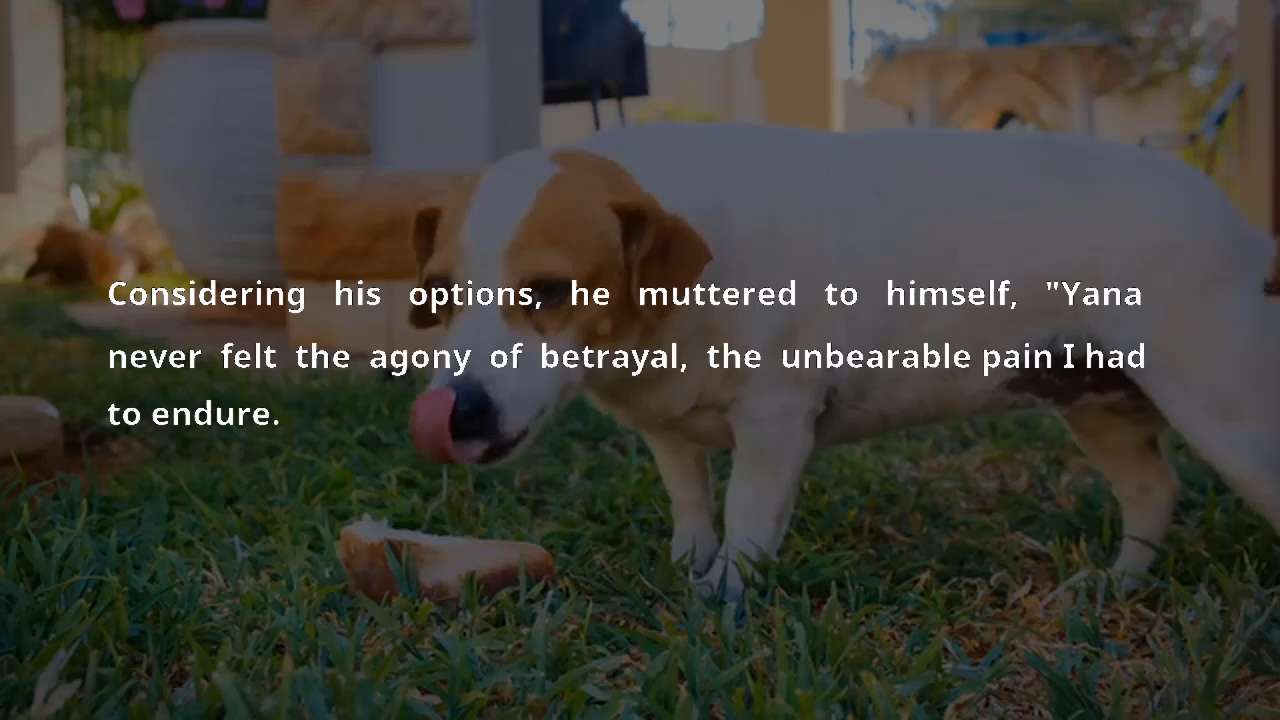 Considering his options, he muttered to himself, "Yana
never felt the agony of betrayal, the unbearable pain I had
to endure.